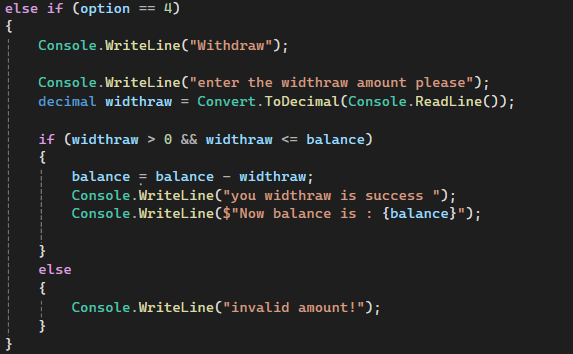 else if (option == 4)
{
Console.WriteLine("Withdraw");
Console.WriteLine("enter the widthraw amount please");
decimal widthraw = Convert.ToDecimal(Console.ReadLine());
if (widthraw > 0 && widthraw <= balance)
{
balance = balance - widthraw;
Console.WriteLine("you widthraw is success ");
Console.WriteLine($"Now balance is : {balance}");
}
else
{
Console.WriteLine("invalid amount!");
}
}